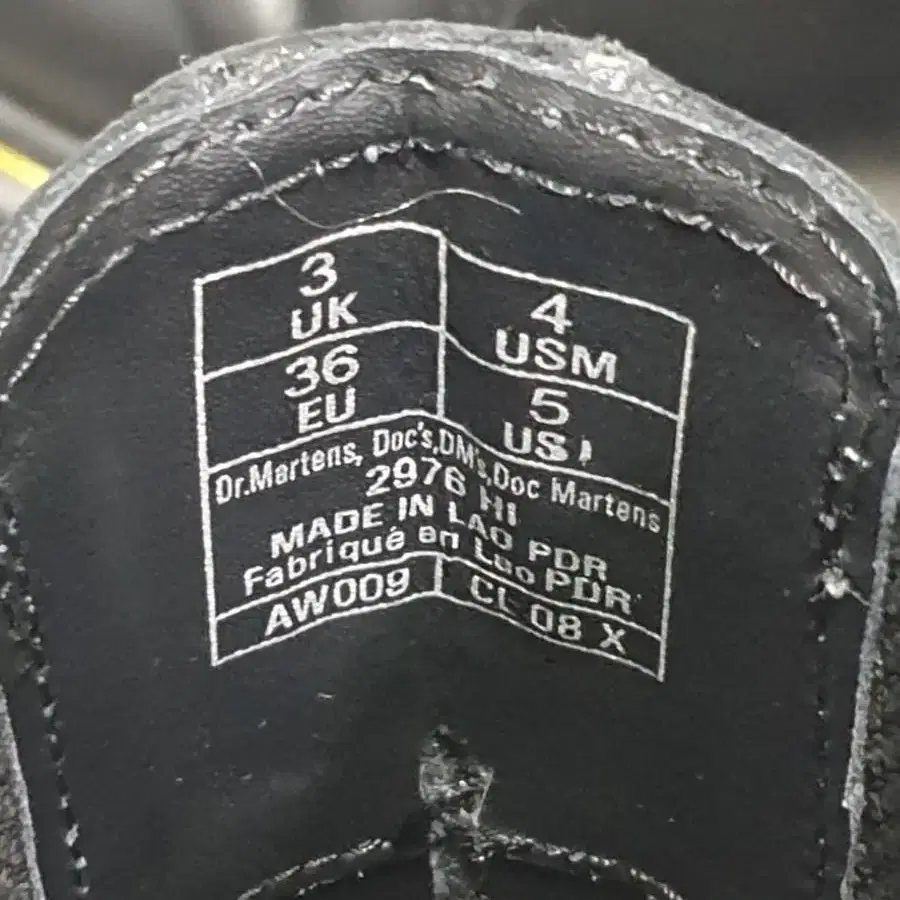 3
UK
4
USM
36
EU
5
US
Dr.Martens, Doc's,DM's,Doc Martens
2976 HI
MADE IN LAO PDR
Fabriqué en Lao PDR
AW009
CL 08 X